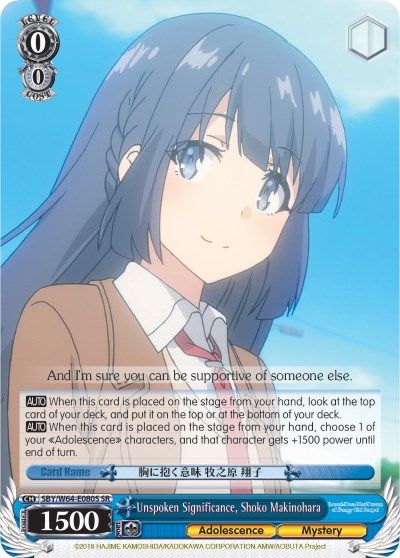 LEVEL
0
0
COST
And I'm sure you can be supportive of someone else.
AUTO When this card is placed on the stage from your hand, look at the top
card of your deck, and put it on the top or at the bottom of your deck.
AUTO When this card is placed on the stage from your hand, choose 1 of
your «Adolescence» characters, and that character gets +1500 power until
end of turn.
Card Name
胸に抱く意味 牧之原 翔子
CH SBY/W64-E080S SR
Unspoken Significance, Shoko Makinohara
POWER
1500
Adolescence
Mystery
©2018 HAJIME KAMOSHIDA/KADOKAWA CORPORATION AMW/AOBUTA Project